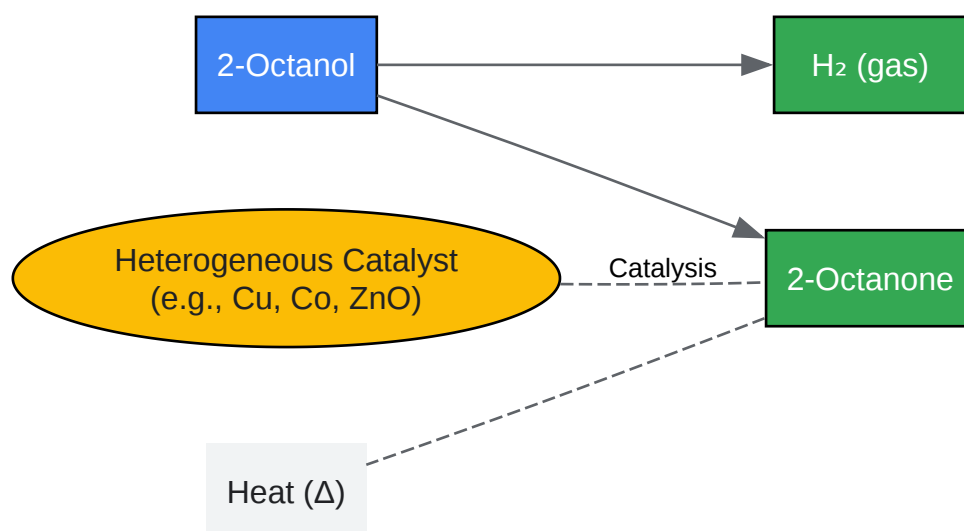 2-Octanol
H₂ (gas)
Heterogeneous Catalyst
(e.g., Cu, Co, ZnO)
Catalysis
2-Octanone
Heat (Δ)